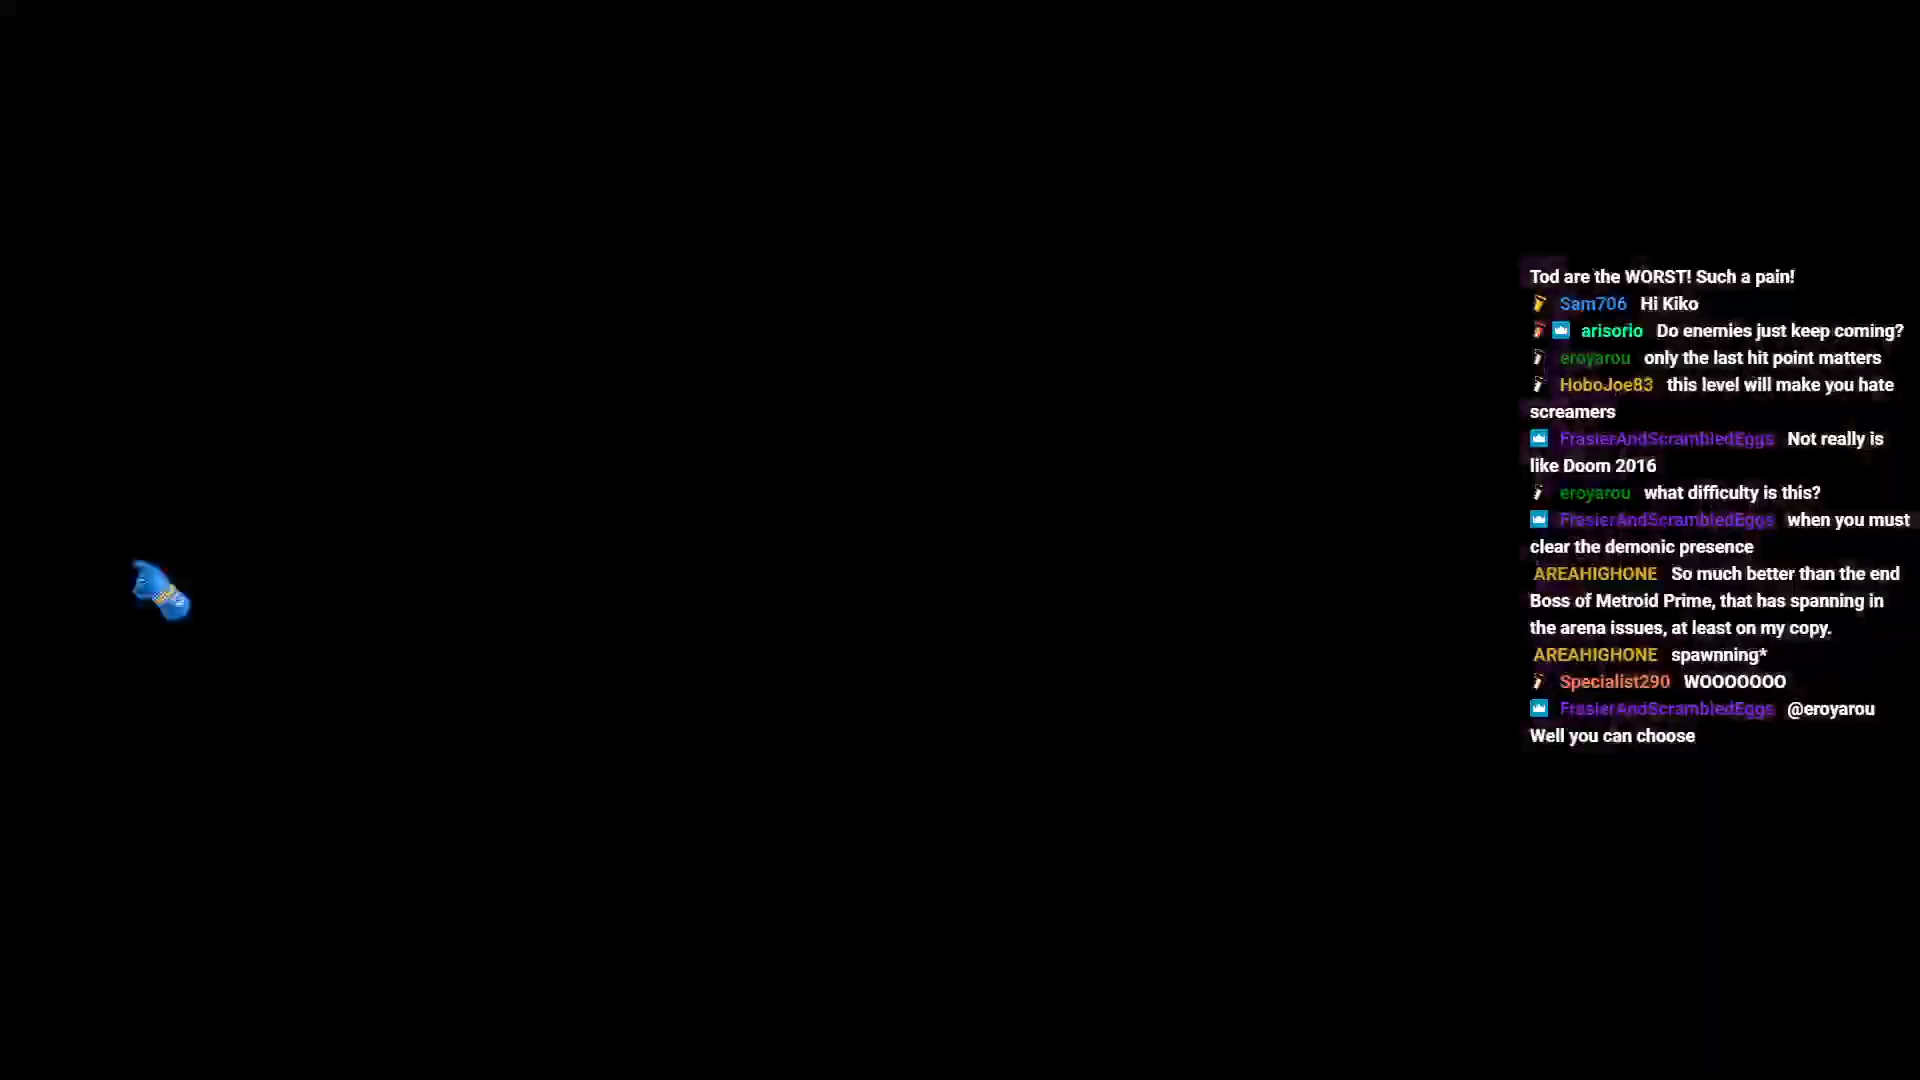 Tod are the WORST! Such a pain!
Sam706 Hi Kiko
arisorio Do enemies just keep coming?
eroyarou only the last hit point matters
HoboJoe83 this level will make you hate
screamers
FrasierAndScrambledEggs Not really is
like Doom 2016
eroyarou what difficulty is this?
FrasierAndScrambledEggs when you must
clear the demonic presence
AREAHIGHONE So much better than the end
Boss of Metroid Prime, that has spanning in
the arena issues, at least on my copy.
AREAHIGHONE spawnning*
Specialist290 WOOOOOOO
FrasierAndScrambledEggs @eroyarou
Well you can choose